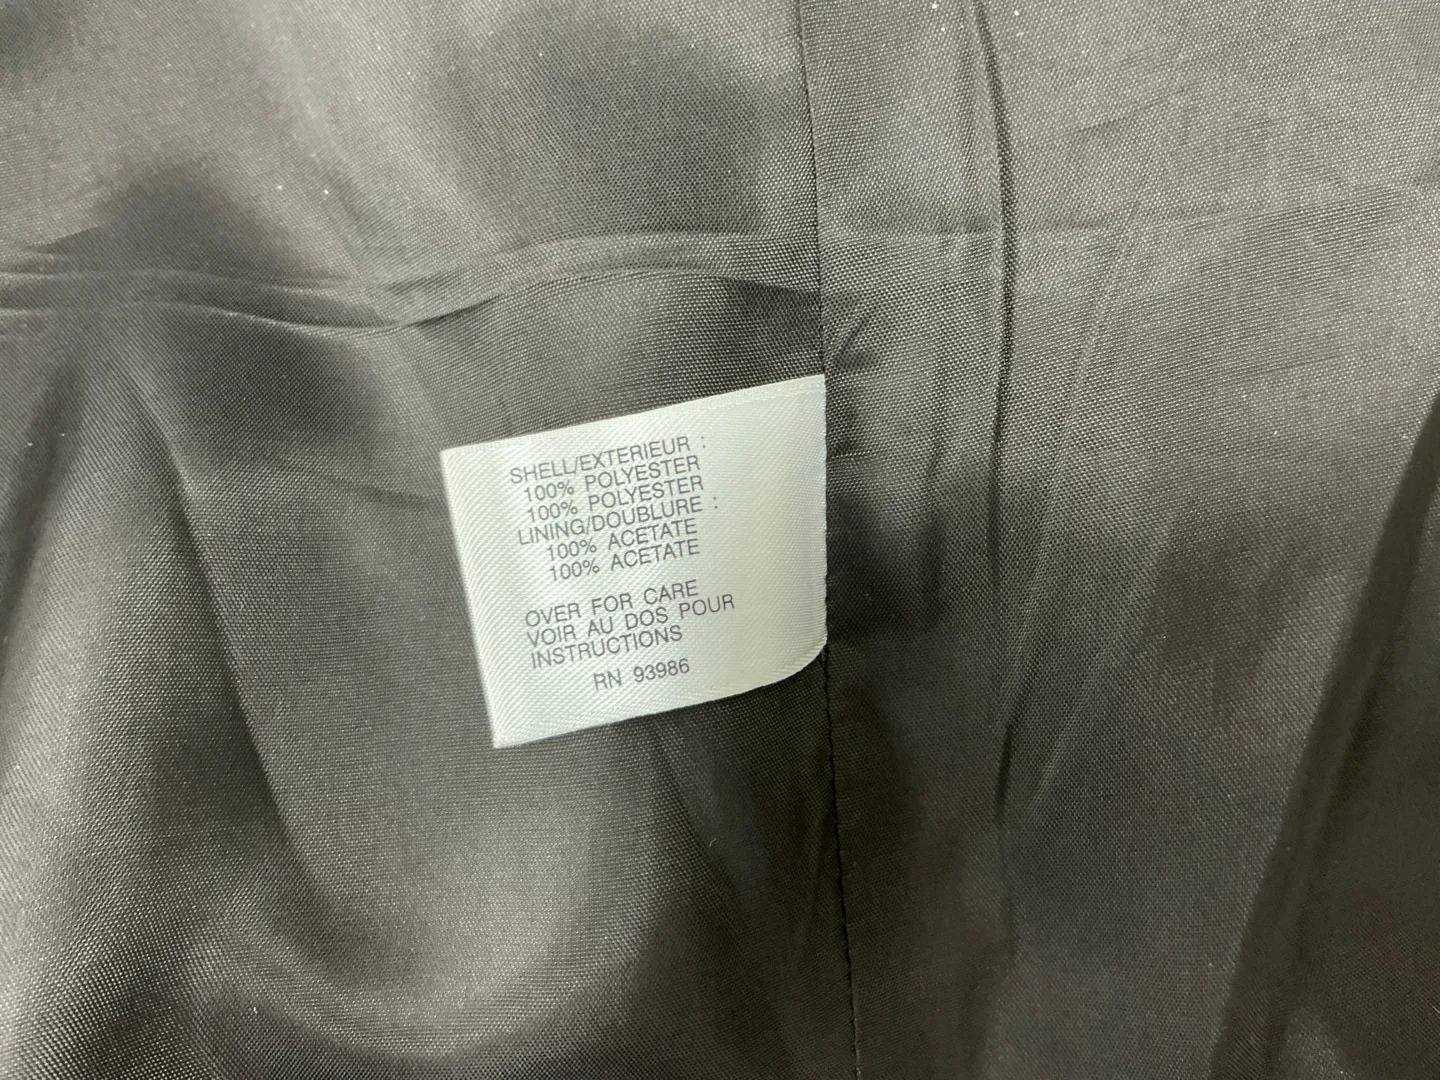 SHELL/EXTERIEUR :
100% POLYESTER
100% POLYESTER
LINING/DOUBLURE :
100% ACETATE
100% ACETATE
OVER FOR CARE
VOIR AU DOS POUR
INSTRUCTIONS
RN 93986